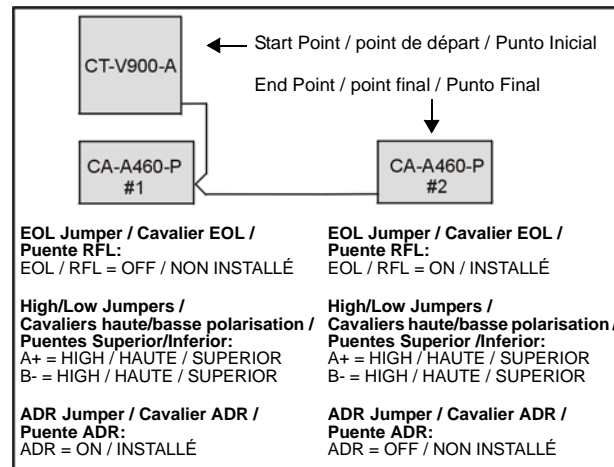 Start Point / point de départ / Punto Inicial
CT-V900-A
End Point / point final / Punto Final
CA-A460-P
#1
CA-A460-P
#2
EOL Jumper / Cavalier EOL /
Puente RFL:
EOL / RFL = OFF / NON INSTALLÉ
High/Low Jumpers /
Cavaliers haute/basse polarisation /
Puentes Superior/Inferior:
A+ = HIGH / HAUTE / SUPERIOR
B- = HIGH / HAUTE / SUPERIOR
ADR Jumper / Cavalier ADR /
Puente ADR:
ADR = ON / INSTALLÉ
EOL Jumper / Cavalier EOL /
Puente RFL:
EOL / RFL = ON / INSTALLÉ
High/Low Jumpers /
Cavaliers haute/basse polarisation /
Puentes Superior /Inferior:
A+ = HIGH / HAUTE / SUPERIOR
B- = HIGH / HAUTE / SUPERIOR
ADR Jumper / Cavalier ADR /
Puente ADR:
ADR = OFF / NON INSTALLÉ